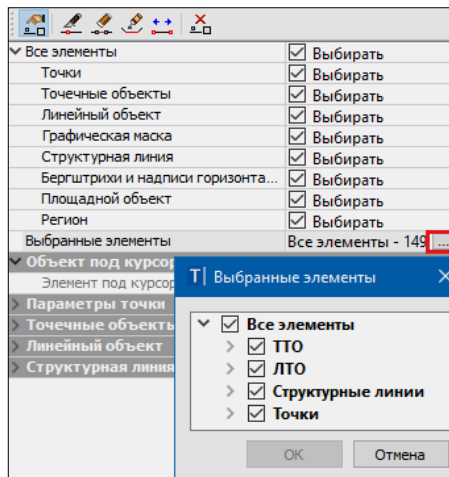 Все элементы Выбирать
Точки Выбирать
Точечные объекты Выбирать
Линейный объект Выбирать
Графическая маска Выбирать
Структурная линия Выбирать
Бергштрихи и надписи горизонта... Выбирать
Площадной объект Выбирать
Регион Выбирать
Выбранные элементы Все элементы - 149 ...
Объект под курсор
Элемент под курсор
Параметры точки
Точечные объекты
Линейный объект
Структурная линия
T| Выбранные элементы
Все элементы
ТТО
ЛТО
Структурные линии
Точки
ОК Отмена